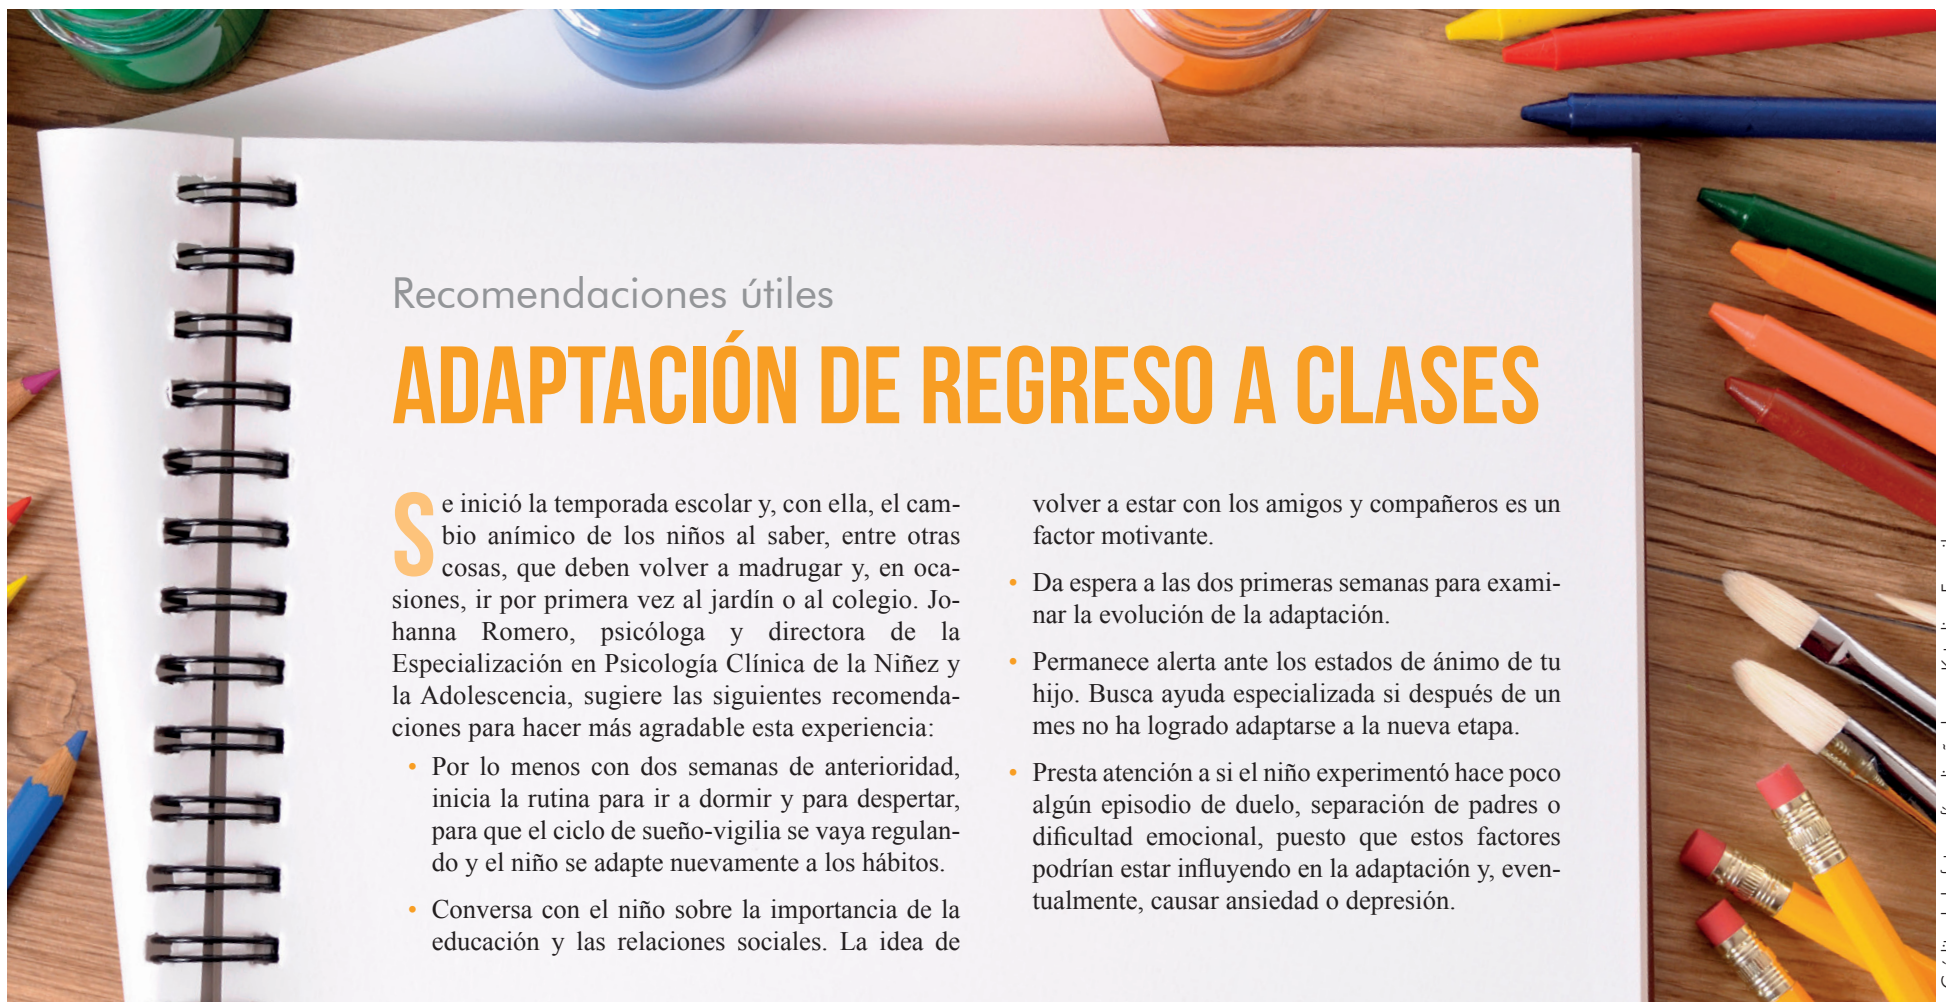 Recomendaciones útiles
ADAPTACIÓN DE REGRESO A CLASES
Se inició la temporada escolar y, con ella, el cam-
bio anímico de los niños al saber, entre otras
cosas, que deben volver a madrugar y, en oca-
siones, ir por primera vez al jardín o al colegio. Jo-
hanna Romero, psicóloga y directora de la
Especialización en Psicología Clínica de la Niñez y
la Adolescencia, sugiere las siguientes recomenda-
ciones para hacer más agradable esta experiencia:
• Por lo menos con dos semanas de anterioridad,
inicia la rutina para ir a dormir y para despertar,
para que el ciclo de sueño-vigilia se vaya regulan-
do y el niño se adapte nuevamente a los hábitos.
• Conversa con el niño sobre la importancia de la
educación y las relaciones sociales. La idea de
volver a estar con los amigos y compañeros es un
factor motivante.
• Da espera a las dos primeras semanas para exami-
nar la evolución de la adaptación.
• Permanece alerta ante los estados de ánimo de tu
hijo. Busca ayuda especializada si después de un
mes no ha logrado adaptarse a la nueva etapa.
• Presta atención a si el niño experimentó hace poco
algún episodio de duelo, separación de padres o
dificultad emocional, puesto que estos factores
podrían estar influyendo en la adaptación y, even-
tualmente, causar ansiedad o depresión.